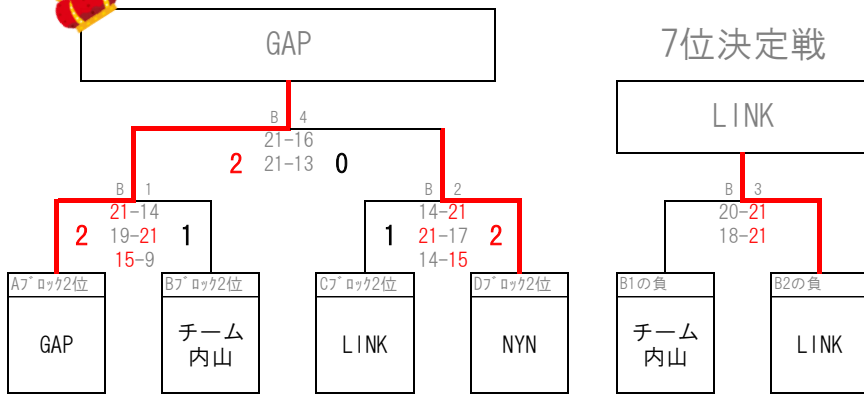 GAP
7位決定戦
LINK
B 4
21-16
2 21-13 0
B 1
21-14
2 19-21 1
15-9
B 2
14-21
1 21-17 2
14-15
B 3
20-21
18-21
Aブロック2位
Bブロック2位
Cブロック2位
Dブロック2位
B1の負
B2の負
GAP
チーム
内山
LINK
NYN
チーム
内山
LINK